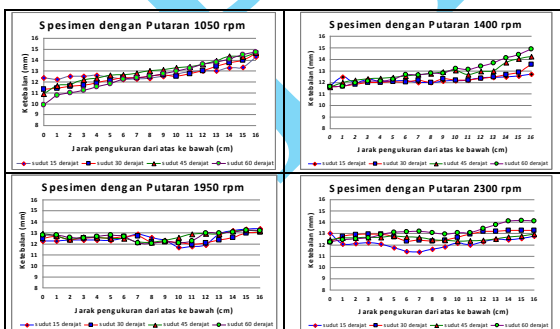 Spesimen dengan Putaran 1050 rpm
Ketebalan (mm)
16
15
14
13
12
11
10
9
8
0 1 2 3 4 5 6 7 8 9 10 11 12 13 14 15 16
Jarak pengukuran dari atas ke bawah (cm)
sudut 15 derajat sudut 30 derajat sudut 45 derajat sudut 60 derajat
Spesimen dengan Putaran 1400 rpm
Ketebalan (mm)
16
15
14
13
12
11
10
9
8
0 1 2 3 4 5 6 7 8 9 10 11 12 13 14 15 16
Jarak pengukuran dari atas ke bawah (cm)
sudut 15 derajat sudut 30 derajat sudut 45 derajat sudut 60 derajat
Spesimen dengan Putaran 1950 rpm
Ketebalan (mm)
16
15
14
13
12
11
10
9
8
0 1 2 3 4 5 6 7 8 9 10 11 12 13 14 15 16
Jarak pengukuran dari atas ke bawah (cm)
sudut 15 derajat sudut 30 derajat sudut 45 derajat sudut 60 derajat
Spesimen dengan Putaran 2300 rpm
Ketebalan (mm)
16
15
14
13
12
11
10
9
8
0 1 2 3 4 5 6 7 8 9 10 11 12 13 14 15 16
Jarak pengukuran dari atas ke bawah (cm)
sudut 15 derajat sudut 30 derajat sudut 45 derajat sudut 60 derajat